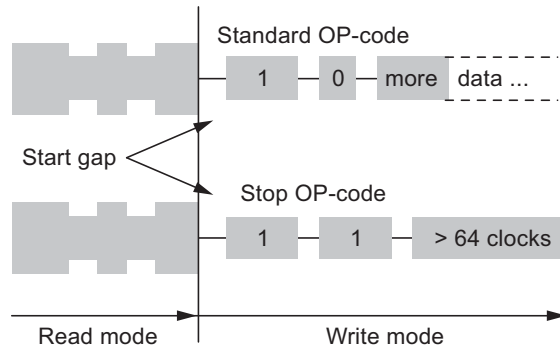 Standard OP-code
1 0 more data ...
Start gap
Stop OP-code
1 1 > 64 clocks
Read mode Write mode